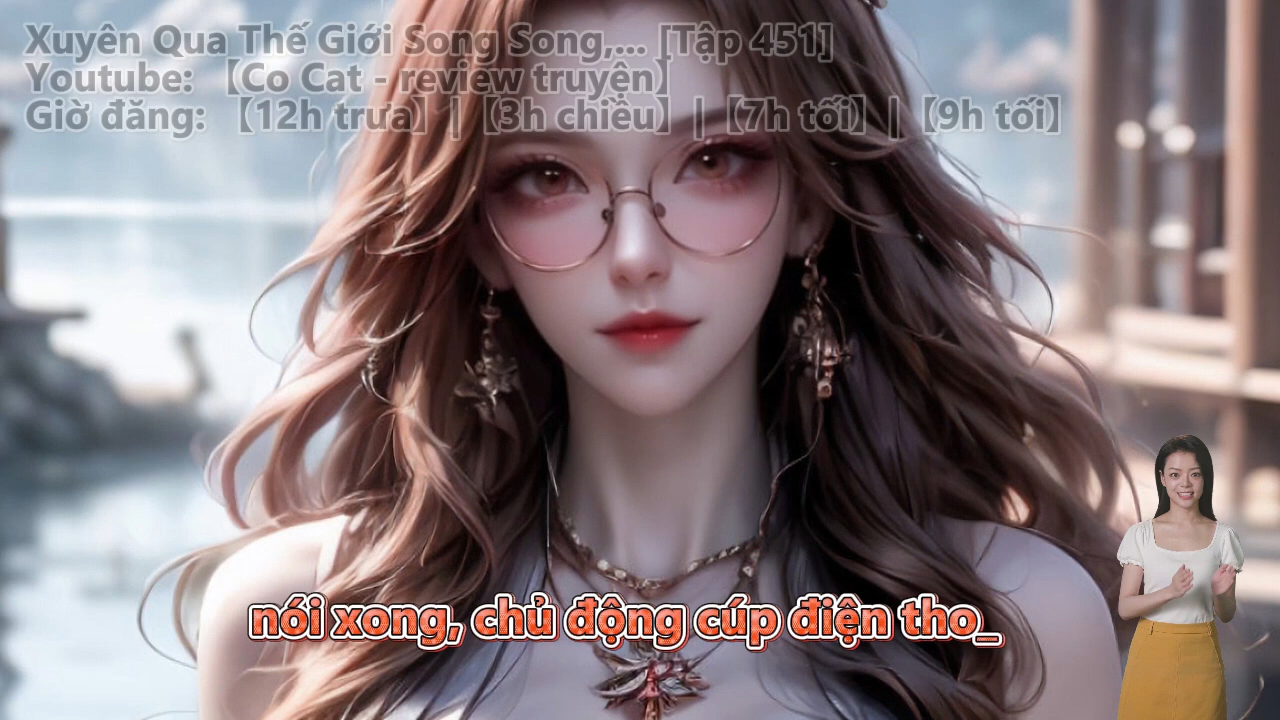 Xuyên Qua Thế Giới Song Song,... [Tập 451]
Youtube: 【Co Cat - review truyện】
Giờ đăng: 【12h trưa】 | 【3h chiều】 | 【7h tối】 | 【9h tối】
nói xong, chủ động cúp điện tho_